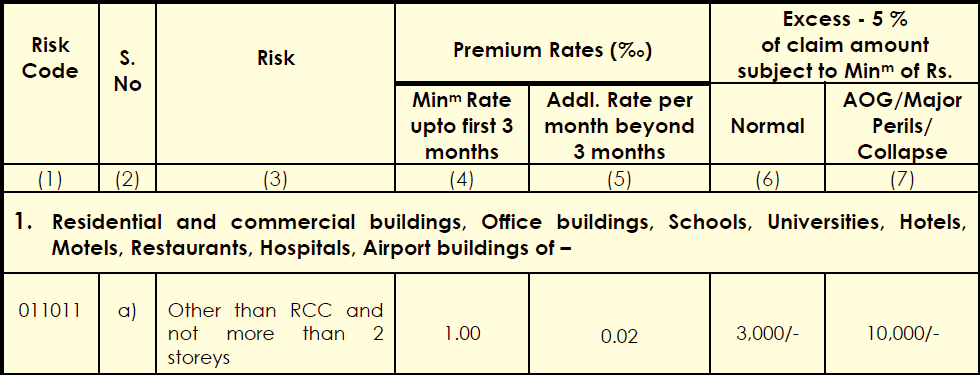 Risk Code
S. No
Risk
Premium Rates (‰)
Excess - 5 %
of claim amount
subject to Minᵐ of Rs.
Minᵐ Rate
upto first 3
months
Addl. Rate per
month beyond
3 months
Normal
AOG/Major
Perils/
Collapse
(1) (2) (3) (4) (5) (6) (7)
1. Residential and commercial buildings, Office buildings, Schools, Universities, Hotels,
Motels, Restaurants, Hospitals, Airport buildings of –
011011 a) Other than RCC and
not more than 2
storeys
1.00 0.02 3,000/- 10,000/-